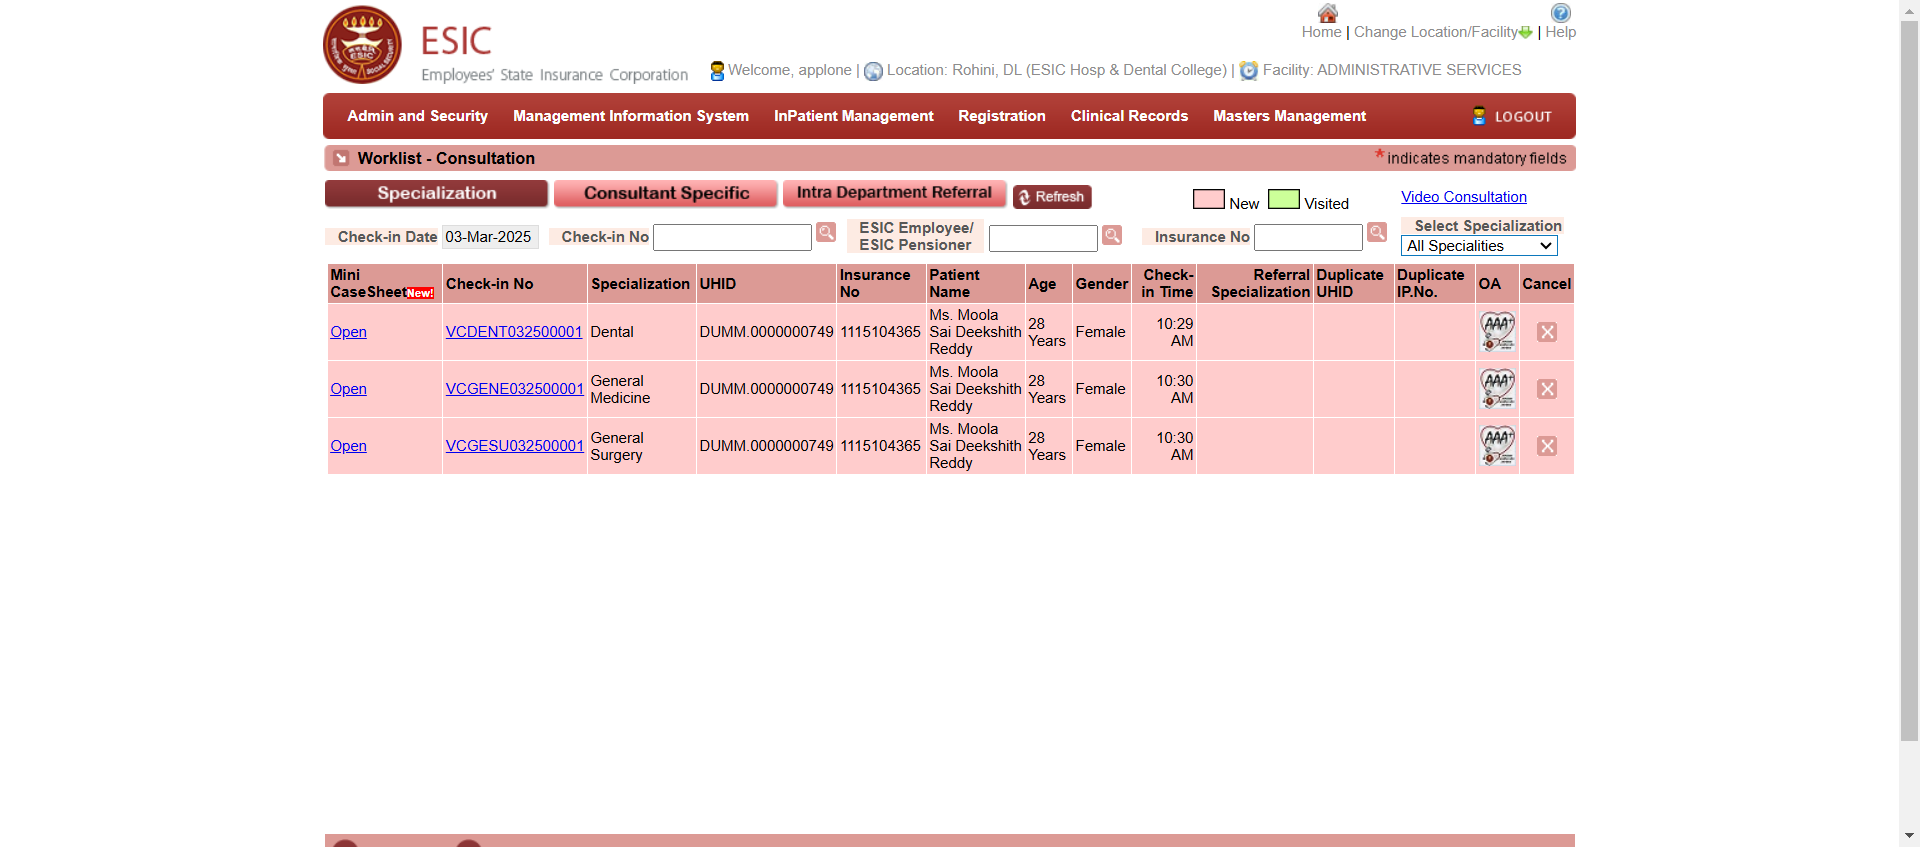 Home | Change Location/Facility | Help
ESIC
Employees' State Insurance Corporation
Welcome, applone | Location: Rohini, DL (ESIC Hosp & Dental College) | Facility: ADMINISTRATIVE SERVICES
Admin and Security Management Information System InPatient Management Registration Clinical Records Masters Management LOGOUT
Worklist - Consultation * indicates mandatory fields
Specialization Consultant Specific Intra Department Referral Refresh New Visited Video Consultation
Select Specialization
Check-in Date 03-Mar-2025 Check-in No ESIC Employee/ Insurance No All Specialities
ESIC Pensioner
Mini Check-in No Specialization UHID Insurance Patient Age Gender Check- Referral Duplicate Duplicate OA Cancel
CaseSheet New! No Name in Time Specialization UHID IP.No.
Open VCDENT032500001 Dental DUMM.0000000749 1115104365 Ms. Moola 28 Female 10:29
Sai Deekshith Years AM
Reddy
Open VCGENE032500001 General DUMM.0000000749 1115104365 Ms. Moola 28 Female 10:30
Medicine Sai Deekshith Years AM
Reddy
Open VCGESU032500001 General DUMM.0000000749 1115104365 Ms. Moola 28 Female 10:30
Surgery Sai Deekshith Years AM
Reddy